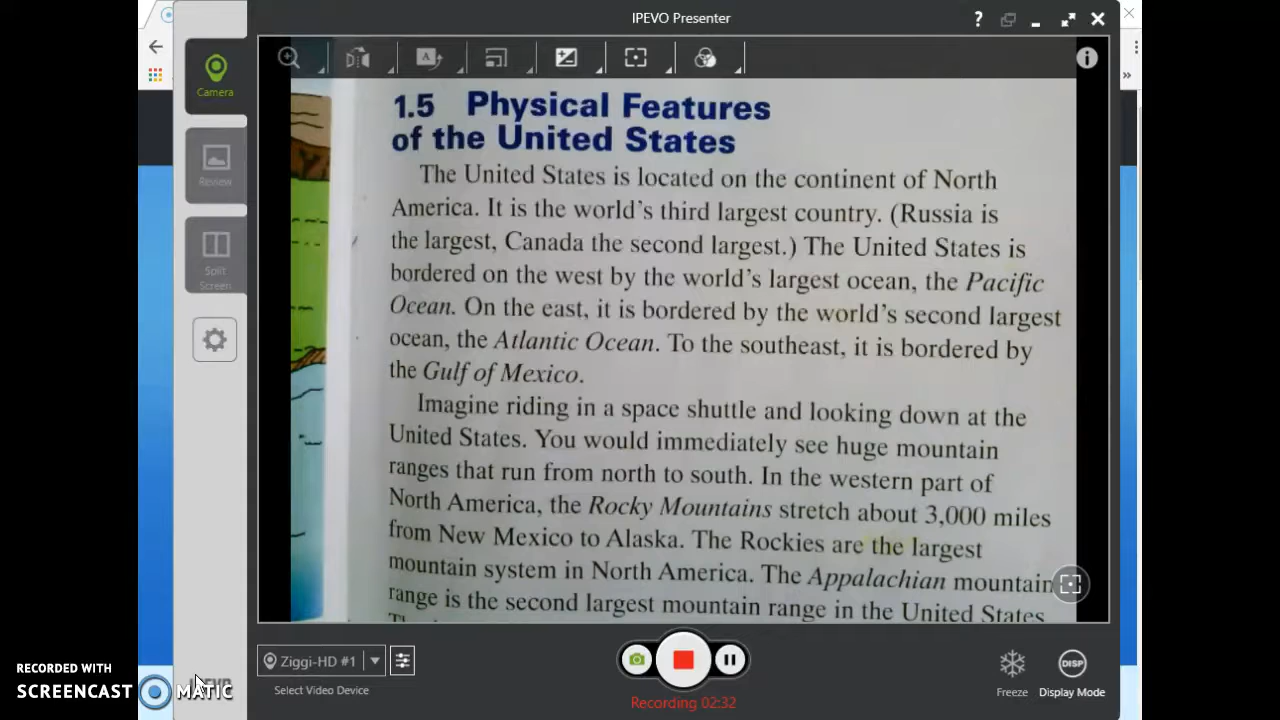 IPEVO Presenter
?
Camera
Review
Split
Screen
1.5 Physical Features
of the United States
The United States is located on the continent of North
America. It is the world's third largest country. (Russia is
the largest, Canada the second largest.) The United States is
bordered on the west by the world's largest ocean, the Pacific
Ocean. On the east, it is bordered by the world's second largest
ocean, the Atlantic Ocean. To the southeast, it is bordered by
the Gulf of Mexico.
Imagine riding in a space shuttle and looking down at the
United States. You would immediately see huge mountain
ranges that run from north to south. In the western part of
North America, the Rocky Mountains stretch about 3,000 miles
from New Mexico to Alaska. The Rockies are the largest
mountain system in North America. The Appalachian mountain
range is the second largest mountain range in the United States
Ziggi-HD #1
Select Video Device
Recording 02:32
Freeze
DISP
Display Mode
RECORDED WITH
SCREENCAST MATIC